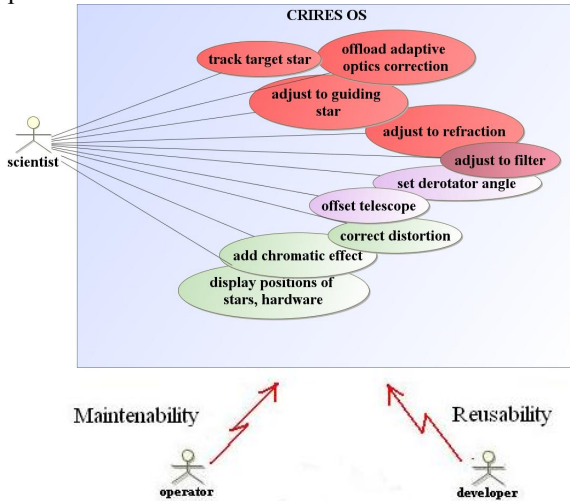 CRIRES OS
track target star
offload adaptive
optics correction
adjust to guiding
star
adjust to refraction
adjust to filter
set derotator angle
offset telescope
correct distortion
add chromatic effect
display positions of
stars, hardware
scientist
Maintenability
Reusability
operator
developer